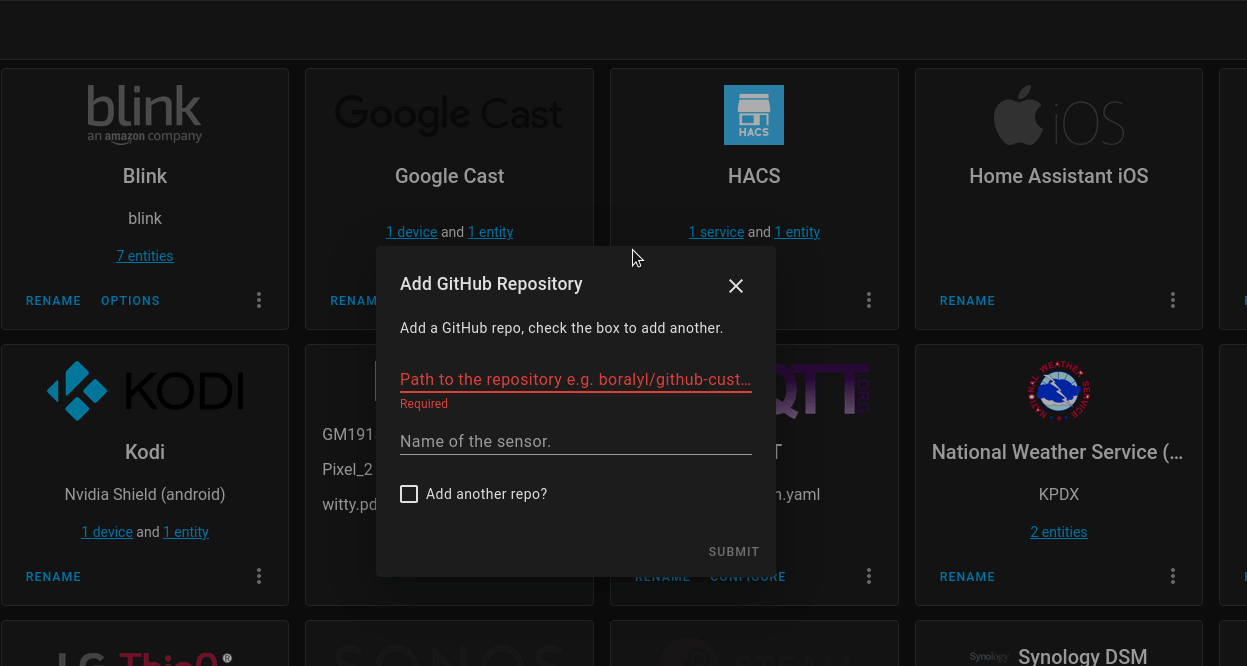 blink
an amazon company
Blink
blink
7 entities
RENAME OPTIONS
Google Cast
Google Cast
1 device and 1 entity
RENAM
HACS
HACS
1 service and 1 entity
iOS
Home Assistant iOS
RENAME
Add GitHub Repository
Add a GitHub repo, check the box to add another.
Path to the repository e.g. boralyl/github-cust…
Required
Name of the sensor.
Add another repo?
SUBMIT
KODI
Kodi
Nvidia Shield (android)
1 device and 1 entity
RENAME
GM191
Pixel_2
witty.pd
QTT
.ORG
T
n.yaml
RENAME CONFIGURE
NATIONAL WEATHER SERVICE
National Weather Service (…
KPDX
2 entities
RENAME
LG ThinQ®
SONOS
Synology Synology DSM